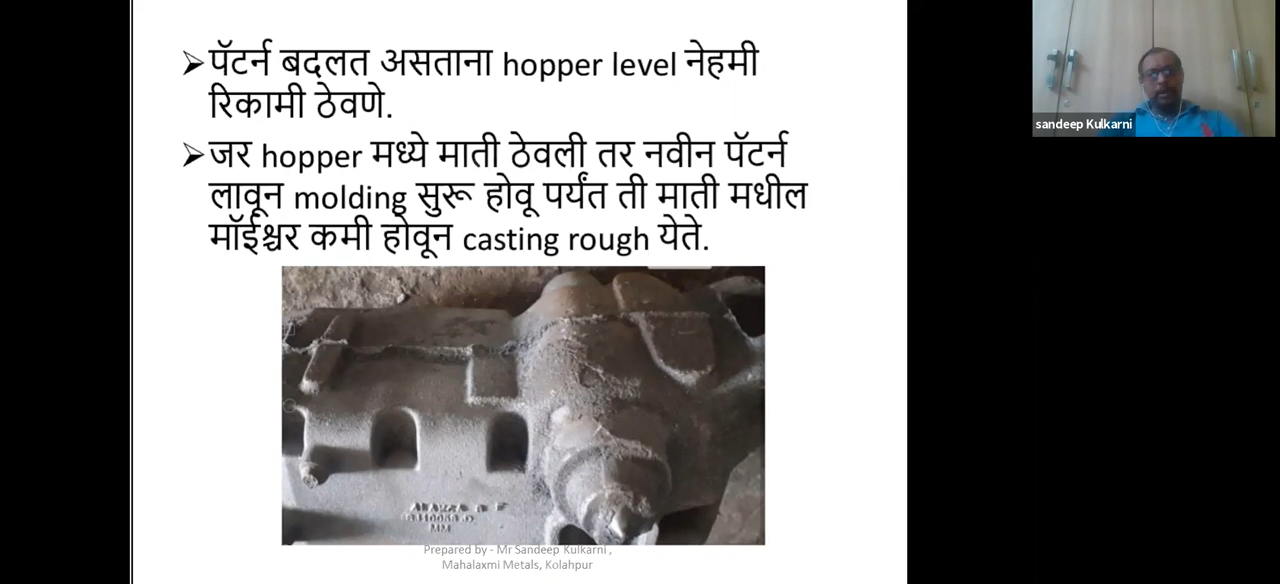 ➢पॅटर्न बदलत असताना hopper level नेहमी
रिकामी ठेवणे.
➢जर hopper मध्ये माती ठेवली तर नवीन पॅटर्न
लावून molding सुरू होवू पर्यंत ती माती मधील
मॉईश्चर कमी होवून casting rough येते.
MM
Prepared by - Mr Sandeep Kulkarni ,
Mahalaxmi Metals, Kolahpur
sandeep Kulkarni